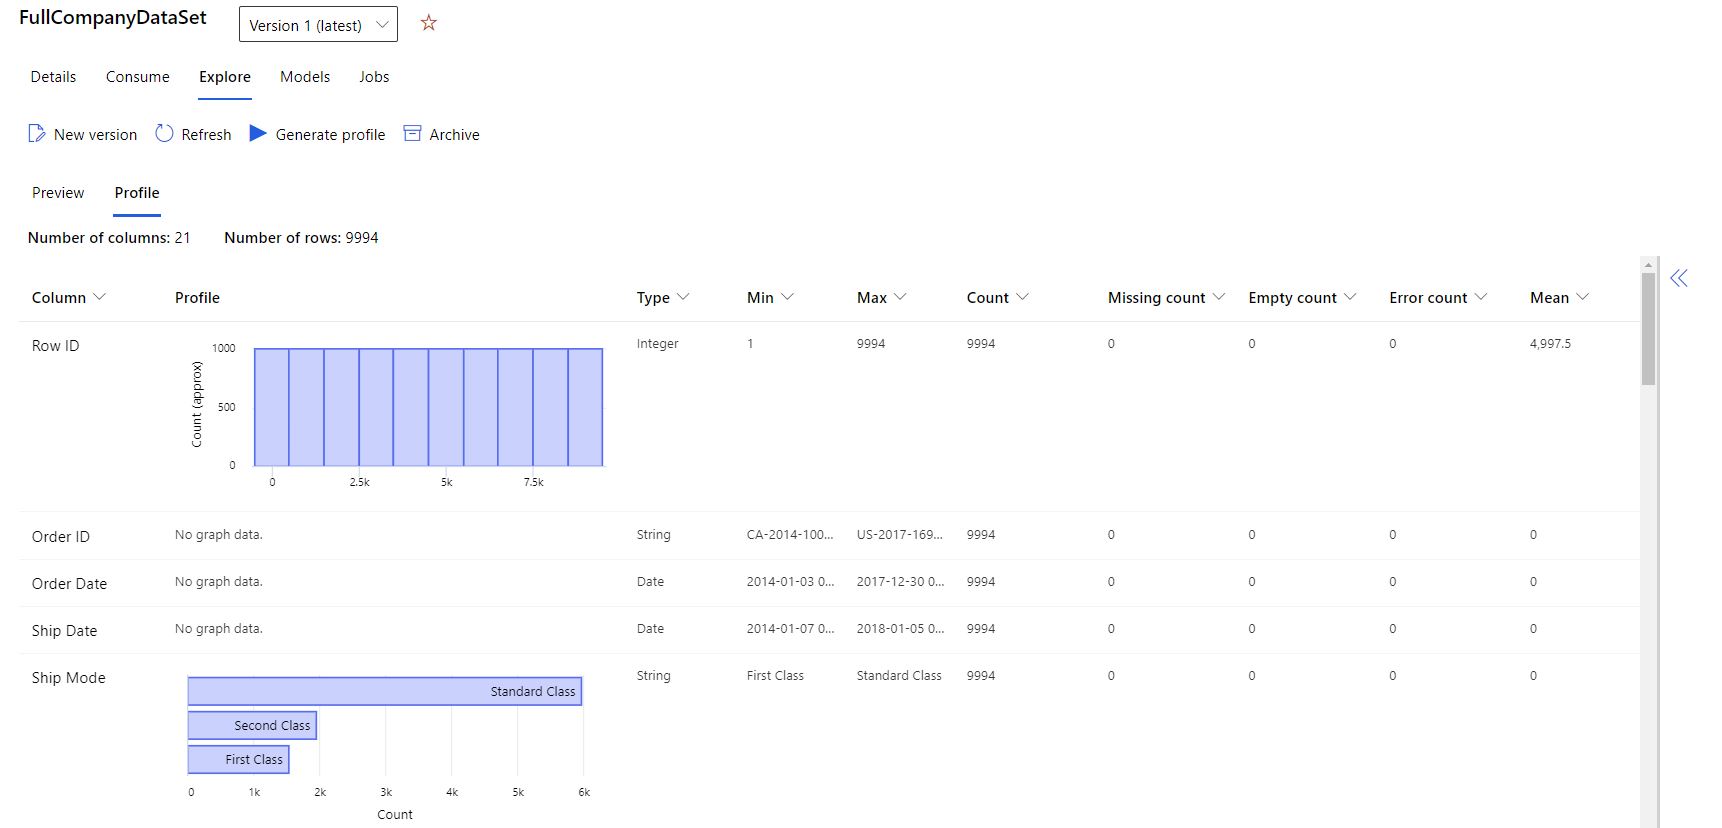 FullCompanyDataSet
Version 1 (latest)
Details Consume Explore Models Jobs
New version Refresh Generate profile Archive
Preview Profile
Number of columns: 21 Number of rows: 9994
Column Profile Type Min Max Count Missing count Empty count Error count Mean
Row ID Integer 1 9994 9994 0 0 0 4,997.5
Count (approx)
1000
500
0
0 2.5k 5k 7.5k
Order ID No graph data. String CA-2014-100... US-2017-169... 9994 0 0 0 0
Order Date No graph data. Date 2014-01-03 0... 2017-12-30 0... 9994 0 0 0 0
Ship Date No graph data. Date 2014-01-07 0... 2018-01-05 0... 9994 0 0 0 0
Ship Mode String First Class Standard Class 9994 0 0 0 0
Standard Class
Second Class
First Class
0 1k 2k 3k 4k 5k 6k
Count